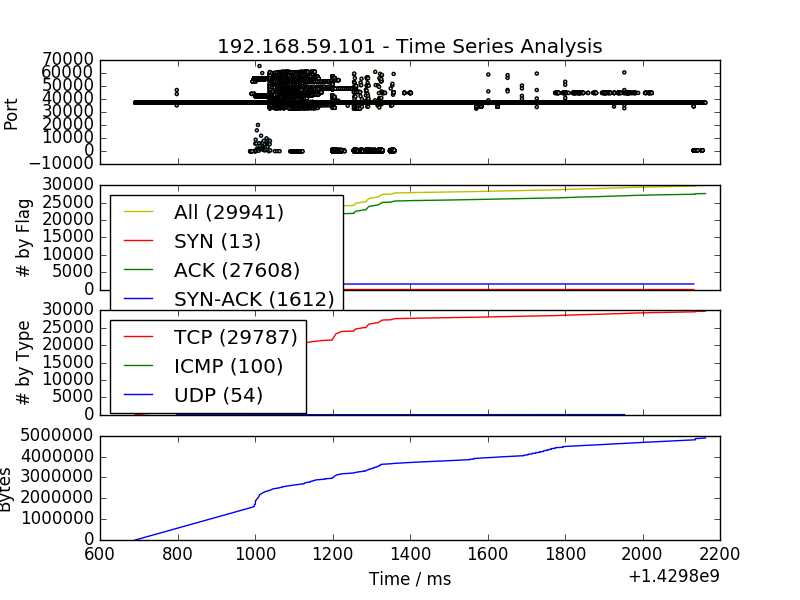 192.168.59.101 - Time Series Analysis
70000
60000
50000
40000
30000
20000
10000
0
−10000
Port
30000
25000
20000
15000
10000
5000
0
# by Flag
All (29941)
SYN (13)
ACK (27608)
SYN-ACK (1612)
30000
25000
20000
15000
10000
5000
0
# by Type
TCP (29787)
ICMP (100)
UDP (54)
5000000
4000000
3000000
2000000
1000000
0
Bytes
600 800 1000 1200 1400 1600 1800 2000 2200
Time / ms
+1.4298e9